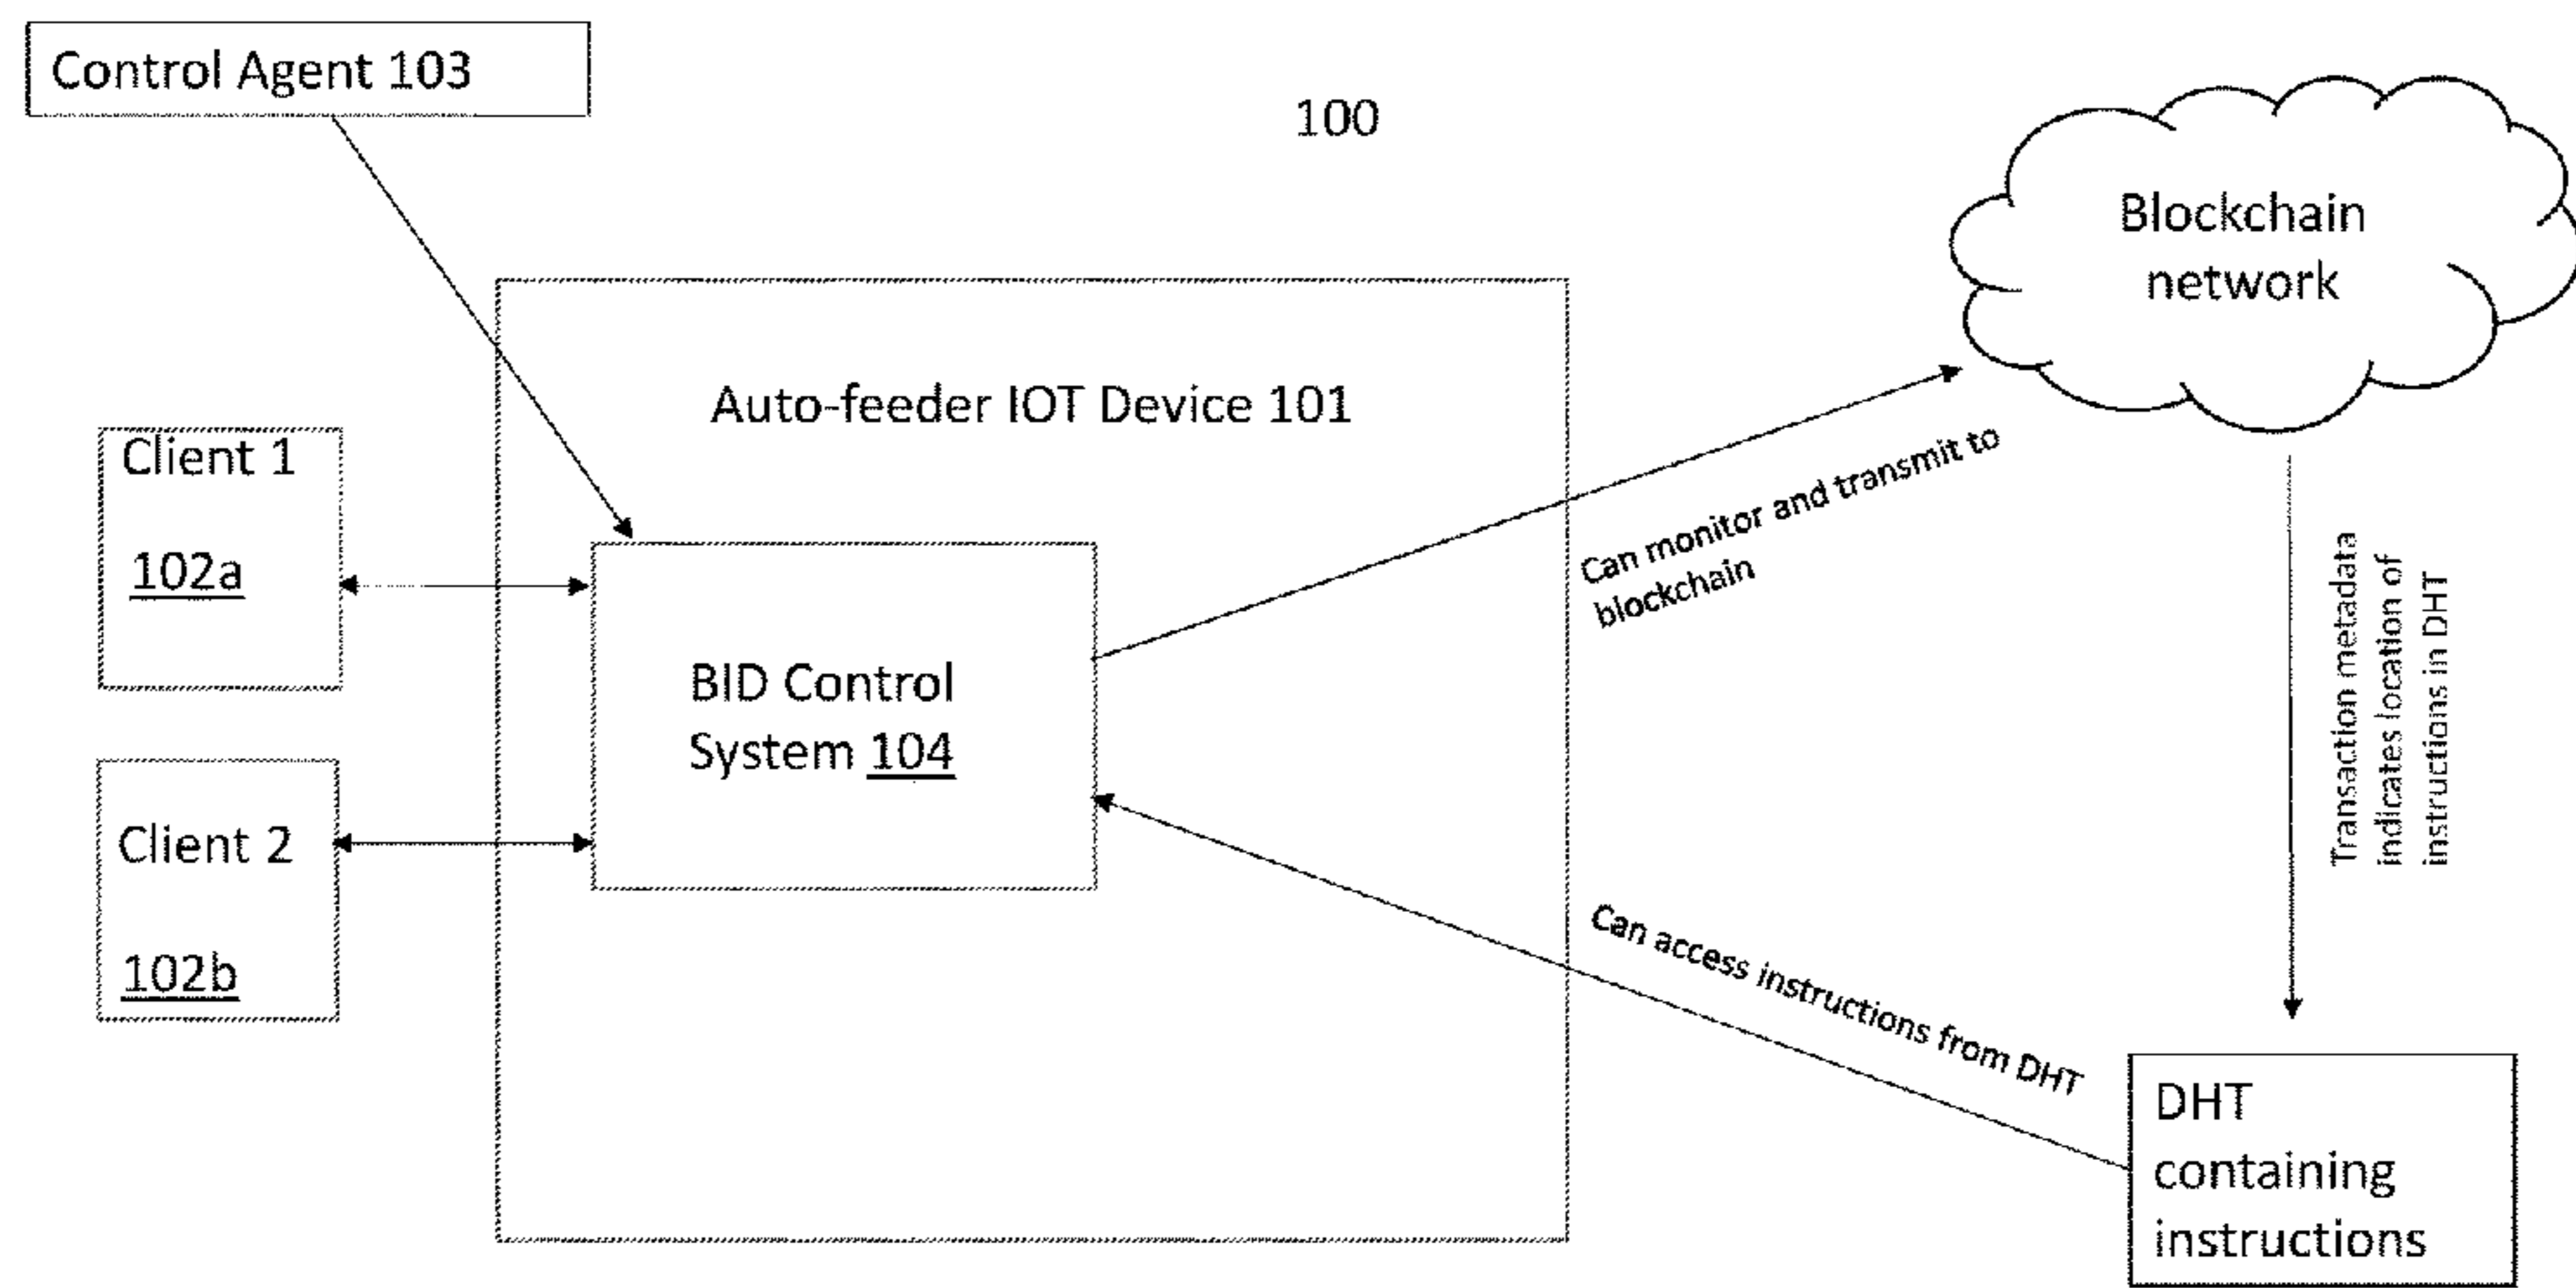 Control Agent 103
100
Blockchain
network
Auto-feeder IOT Device 101
Client 1
102a
Can monitor and transmit to
blockchain
Transaction metadata
indicates location of
instructions in DHT
BID Control
System 104
Client 2
102b
Can access instructions from DHT
DHT
containing
instructions